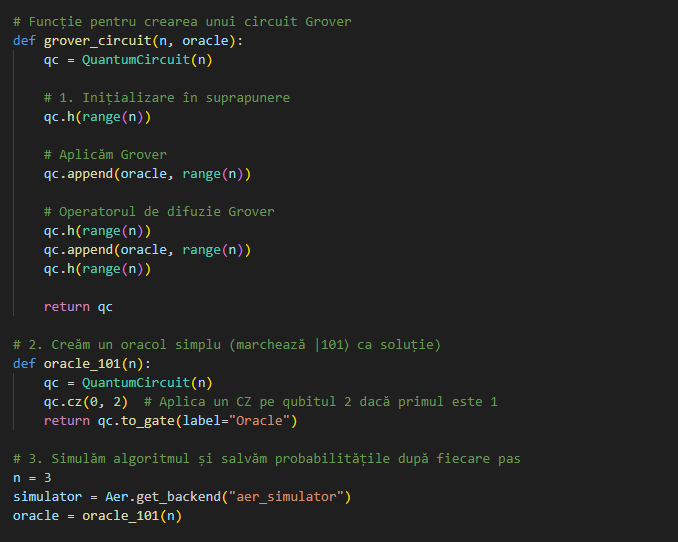 # Funcție pentru crearea unui circuit Grover
def grover_circuit(n, oracle):
    qc = QuantumCircuit(n)
    # 1. Inițializare în suprapunere
    qc.h(range(n))
    # Aplicăm Grover
    qc.append(oracle, range(n))
    # Operatorul de difuzie Grover
    qc.h(range(n))
    qc.append(oracle, range(n))
    qc.h(range(n))
    return qc
# 2. Creăm un oracol simplu (marchează |101⟩ ca soluție)
def oracle_101(n):
    qc = QuantumCircuit(n)
    qc.cz(0, 2)  # Aplica un CZ pe qubitul 2 dacă primul este 1
    return qc.to_gate(label="Oracle")
# 3. Simulăm algoritmul și salvăm probabilitățile după fiecare pas
n = 3
simulator = Aer.get_backend("aer_simulator")
oracle = oracle_101(n)